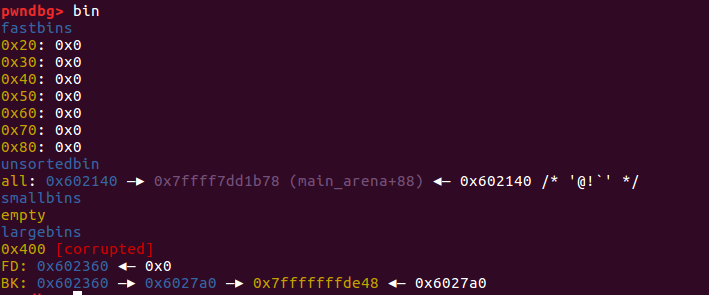 pwndbg> bin
fastbins
0x20: 0x0
0x30: 0x0
0x40: 0x0
0x50: 0x0
0x60: 0x0
0x70: 0x0
0x80: 0x0
unsortedbin
all: 0x602140 —▸ 0x7ffff7dd1b78 (main_arena+88) ◂— 0x602140 /* '@!`' */
smallbins
empty
largebins
0x400 [corrupted]
FD: 0x602360 ◂— 0x0
BK: 0x602360 —▸ 0x6027a0 —▸ 0x7fffffffde48 ◂— 0x6027a0